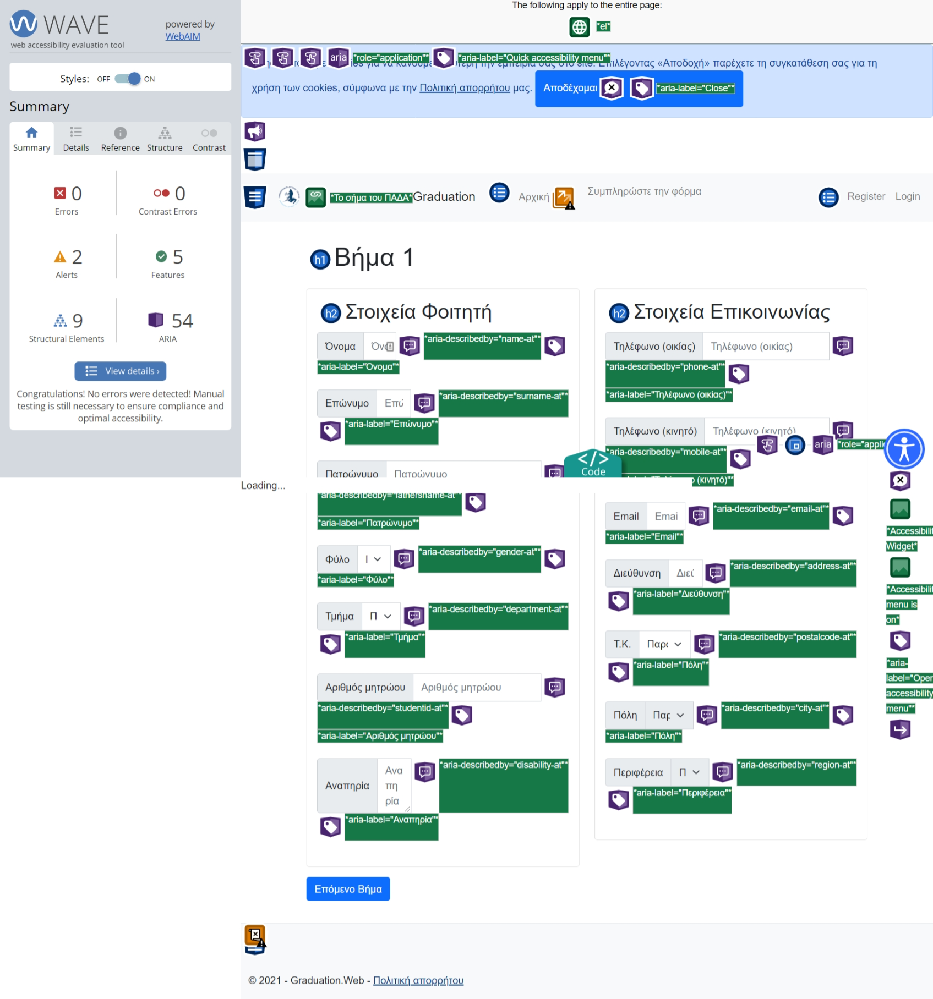 WAVE
web accessibility evaluation tool
powered by
WebAIM
Styles: OFF ON
Summary
Summary Details Reference Structure Contrast
0 Errors
0 Contrast Errors
2 Alerts
5 Features
9 Structural Elements
54 ARIA
View details ›
Congratulations! No errors were detected! Manual
testing is still necessary to ensure compliance and
optimal accessibility.
The following apply to the entire page:
*el*
aria *role="application"* *aria-label="Quick accessibility menu"*
για να κάνουμε την εμπειρία σας στο site. Επιλέγοντας «Αποδοχή» παρέχετε τη συγκατάθεση σας για τη
χρήση των cookies, σύμφωνα με την Πολιτική απορρήτου μας. Αποδέχομαι *aria-label="Close"*
*Το σήμα του ΠΑΔΑ* Graduation Αρχική Συμπληρώστε την φόρμα Register Login
h1 Βήμα 1
h2 Στοιχεία Φοιτητή
Όνομα Όνο *aria-describedby="name-at"*
*aria-label="Όνομα"*
Επώνυμο Επώ *aria-describedby="surname-at"*
*aria-label="Επώνυμο"*
Πατρώνυμο Πατρώνυμο
</>
Code
Loading...
*aria-describedby="fathersname-at"*
*aria-label="Πατρώνυμο"*
Φύλο *aria-describedby="gender-at"*
*aria-label="Φύλο"*
Τμήμα Π *aria-describedby="department-at"*
*aria-label="Τμήμα"*
Αριθμός μητρώου Αριθμός μητρώου
*aria-describedby="studentid-at"*
*aria-label="Αριθμός μητρώου"*
Αναπηρία Ανα
πη
ρία
*aria-describedby="disability-at"*
*aria-label="Αναπηρία"*
h2 Στοιχεία Επικοινωνίας
Τηλέφωνο (οικίας) Τηλέφωνο (οικίας)
*aria-describedby="phone-at"*
*aria-label="Τηλέφωνο (οικίας)"*
Τηλέφωνο (κινητό) Τηλέφωνο (κινητό)
*aria-describedby="mobile-at"*
aria *role="applic
(κινητό)"*
Email Emai *aria-describedby="email-at"*
*aria-label="Email"*
Διεύθυνση Διεύ *aria-describedby="address-at"*
*aria-label="Διεύθυνση"*
Τ.Κ. Παρα *aria-describedby="postalcode-at"*
*aria-label="Πόλη"*
Πόλη Παρ *aria-describedby="city-at"*
*aria-label="Πόλη"*
Περιφέρεια Π *aria-describedby="region-at"*
*aria-label="Περιφέρεια"*
*Accessibilit
Widget*
*Accessibilit
menu is
on*
*aria-
label="Open
accessibility
menu"*
Επόμενο Βήμα
© 2021 - Graduation.Web - Πολιτική απορρήτου